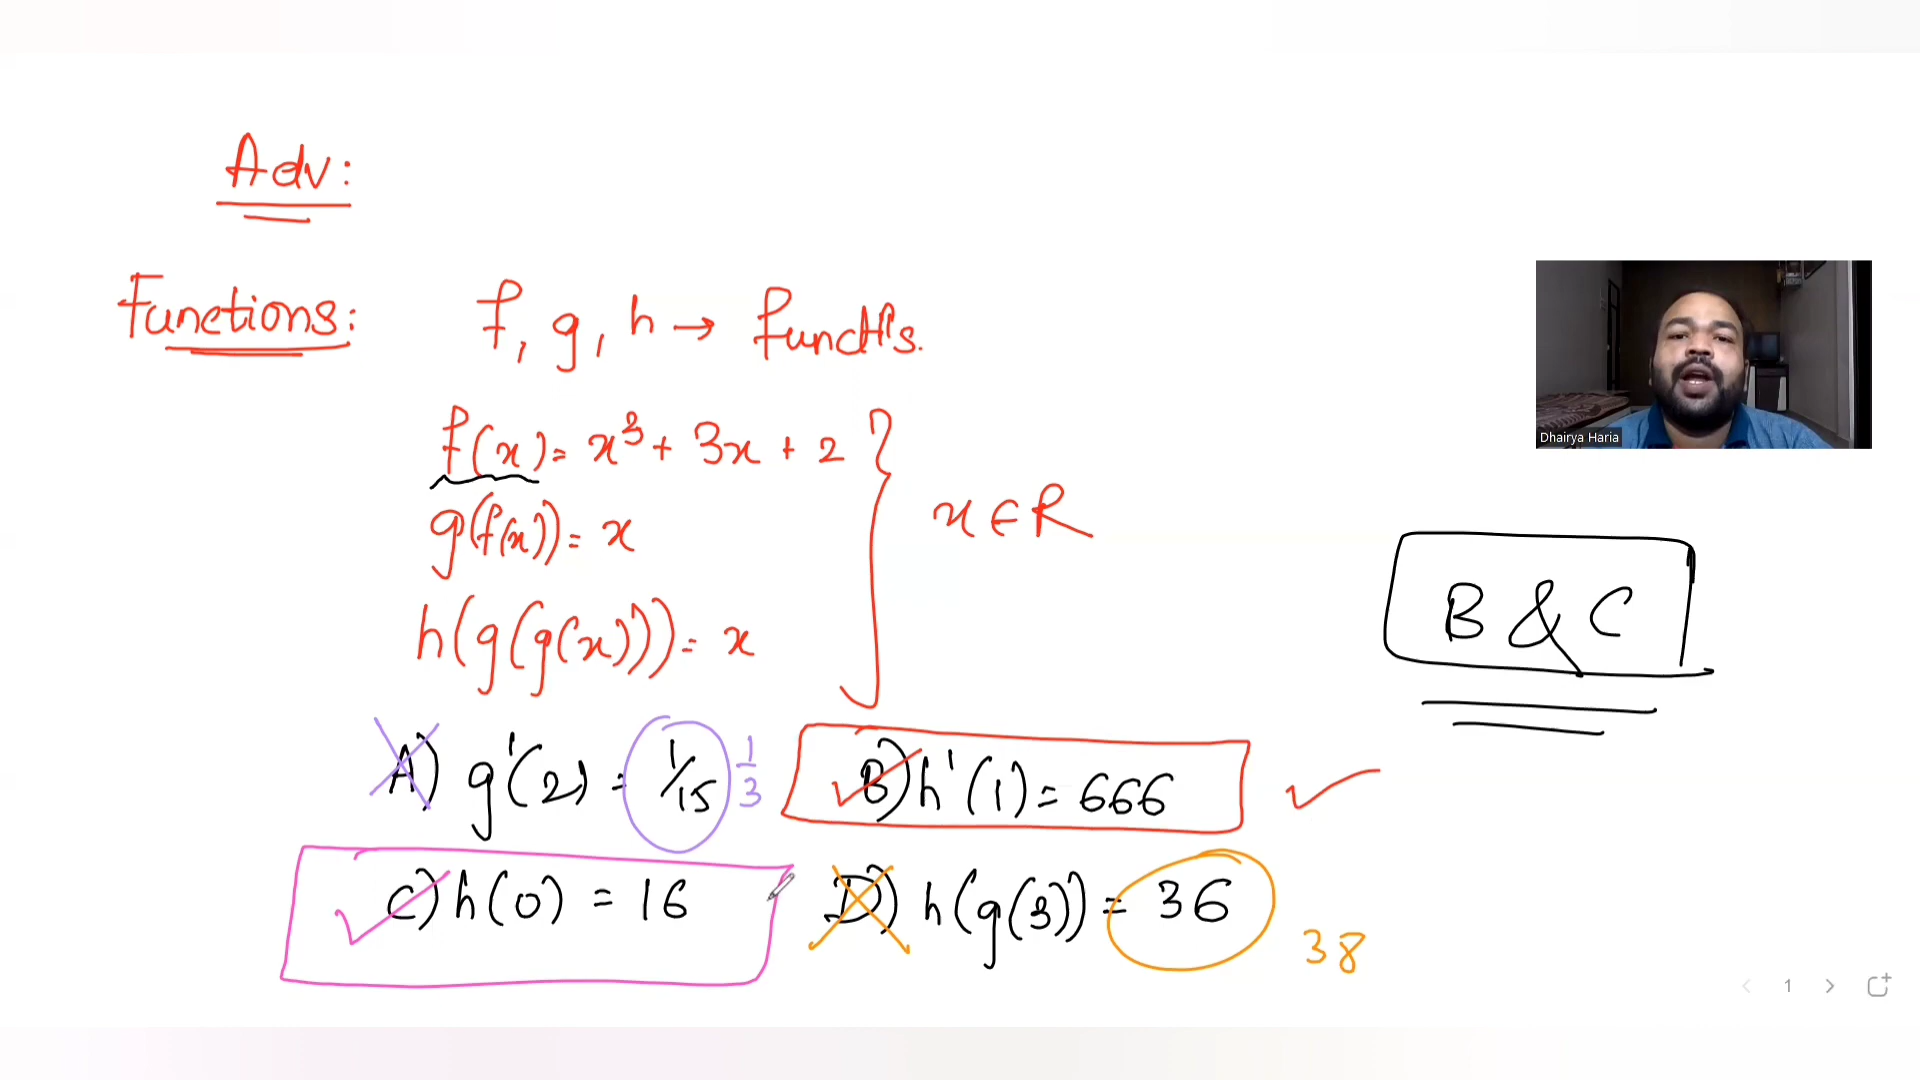 Adv:
Functions: f, g, h → functⁿs.
f(x) = x³ + 3x + 2
g(f(x)) = x
x ∈ R
h(g(g(x))) = x
B & C
A) g'(2) = 1/15 1/3 B) h'(1) = 666
C) h(0) = 16 D) h(g(3)) = 36
38
Dhairya Haria
1